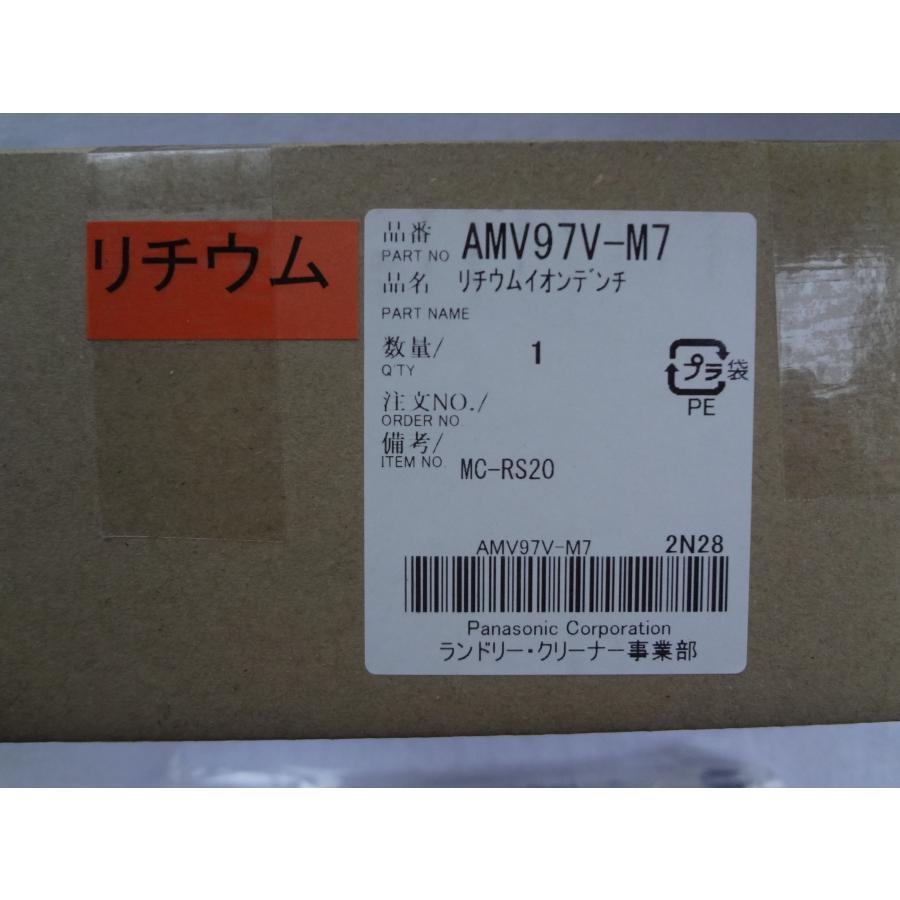 リチウム
品番 AMV97V-M7
PART NO
品名 リチウムイオンデンチ
PART NAME
数量/ 1
Q'TY
プラ 袋
PE
注文NO./
ORDER NO.
備考/
ITEM NO. MC-RS20
AMV97V-M7 2N28
Panasonic Corporation
ランドリー・クリーナー事業部